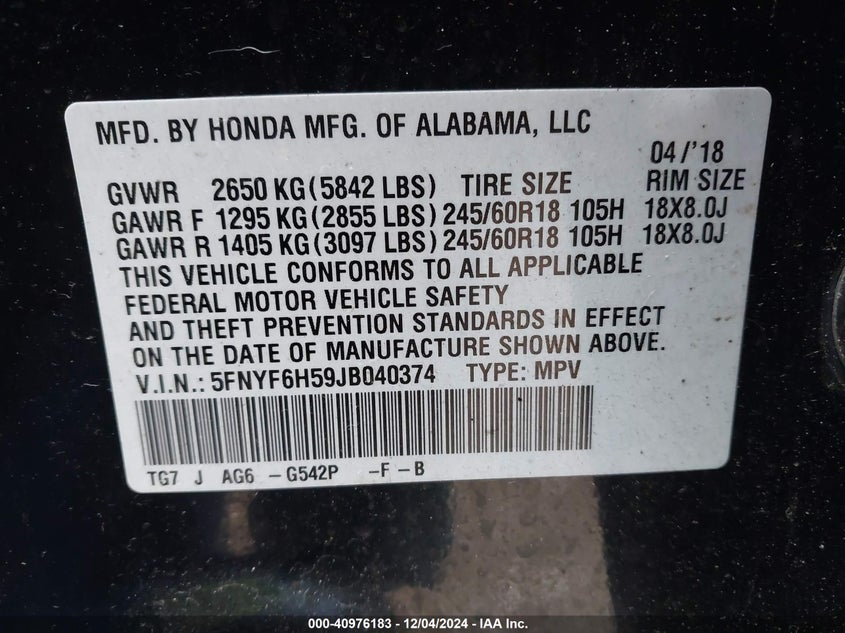 MFD. BY HONDA MFG. OF ALABAMA, LLC
04/'18
GVWR 2650 KG (5842 LBS) TIRE SIZE RIM SIZE
GAWR F 1295 KG (2855 LBS) 245/60R18 105H 18X8.0J
GAWR R 1405 KG (3097 LBS) 245/60R18 105H 18X8.0J
THIS VEHICLE CONFORMS TO ALL APPLICABLE
FEDERAL MOTOR VEHICLE SAFETY
AND THEFT PREVENTION STANDARDS IN EFFECT
ON THE DATE OF MANUFACTURE SHOWN ABOVE.
V.I.N.: 5FNYF6H59JB040374 TYPE: MPV
TG7 J AG6 -G542P -F-B
000-40976183 - 12/04/2024 - IAA Inc.